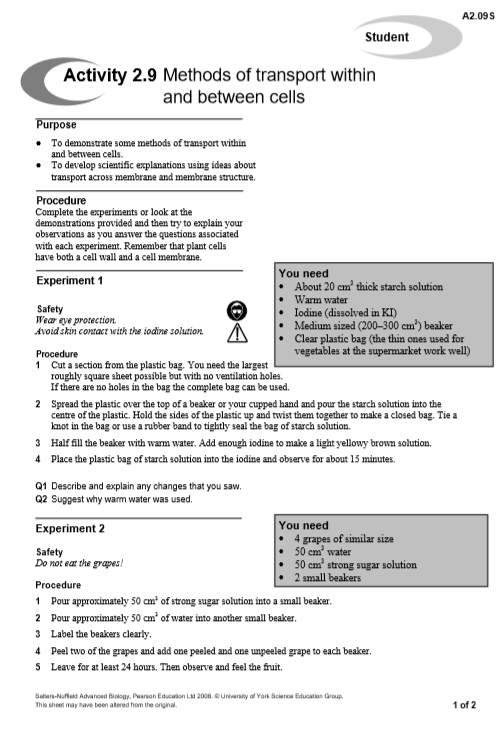 A2.09S
Student
Activity 2.9 Methods of transport within
and between cells
Purpose
● To demonstrate some methods of transport within
and between cells.
● To develop scientific explanations using ideas about
transport across membrane and membrane structure.
Procedure
Complete the experiments or look at the
demonstrations provided and then try to explain your
observations as you answer the questions associated
with each experiment. Remember that plant cells
have both a cell wall and a cell membrane.
Experiment 1
Safety
Wear eye protection.
Avoid skin contact with the iodine solution.
You need
• About 20 cm³ thick starch solution
• Warm water
• Iodine (dissolved in KI)
• Medium sized (200–300 cm³) beaker
• Clear plastic bag (the thin ones used for
vegetables at the supermarket work well)
Procedure
1 Cut a section from the plastic bag. You need the largest
roughly square sheet possible but with no ventilation holes.
If there are no holes in the bag the complete bag can be used.
2 Spread the plastic over the top of a beaker or your cupped hand and pour the starch solution into the
centre of the plastic. Hold the sides of the plastic up and twist them together to make a closed bag. Tie a
knot in the bag or use a rubber band to tightly seal the bag of starch solution.
3 Half fill the beaker with warm water. Add enough iodine to make a light yellowy brown solution.
4 Place the plastic bag of starch solution into the iodine and observe for about 15 minutes.
Q1 Describe and explain any changes that you saw.
Q2 Suggest why warm water was used.
Experiment 2
Safety
Do not eat the grapes!
You need
• 4 grapes of similar size
• 50 cm³ water
• 50 cm³ strong sugar solution
• 2 small beakers
Procedure
1 Pour approximately 50 cm³ of strong sugar solution into a small beaker.
2 Pour approximately 50 cm³ of water into another small beaker.
3 Label the beakers clearly.
4 Peel two of the grapes and add one peeled and one unpeeled grape to each beaker.
5 Leave for at least 24 hours. Then observe and feel the fruit.
Salters-Nuffield Advanced Biology, Pearson Education Ltd 2008. © University of York Science Education Group.
This sheet may have been altered from the original.
1 of 2